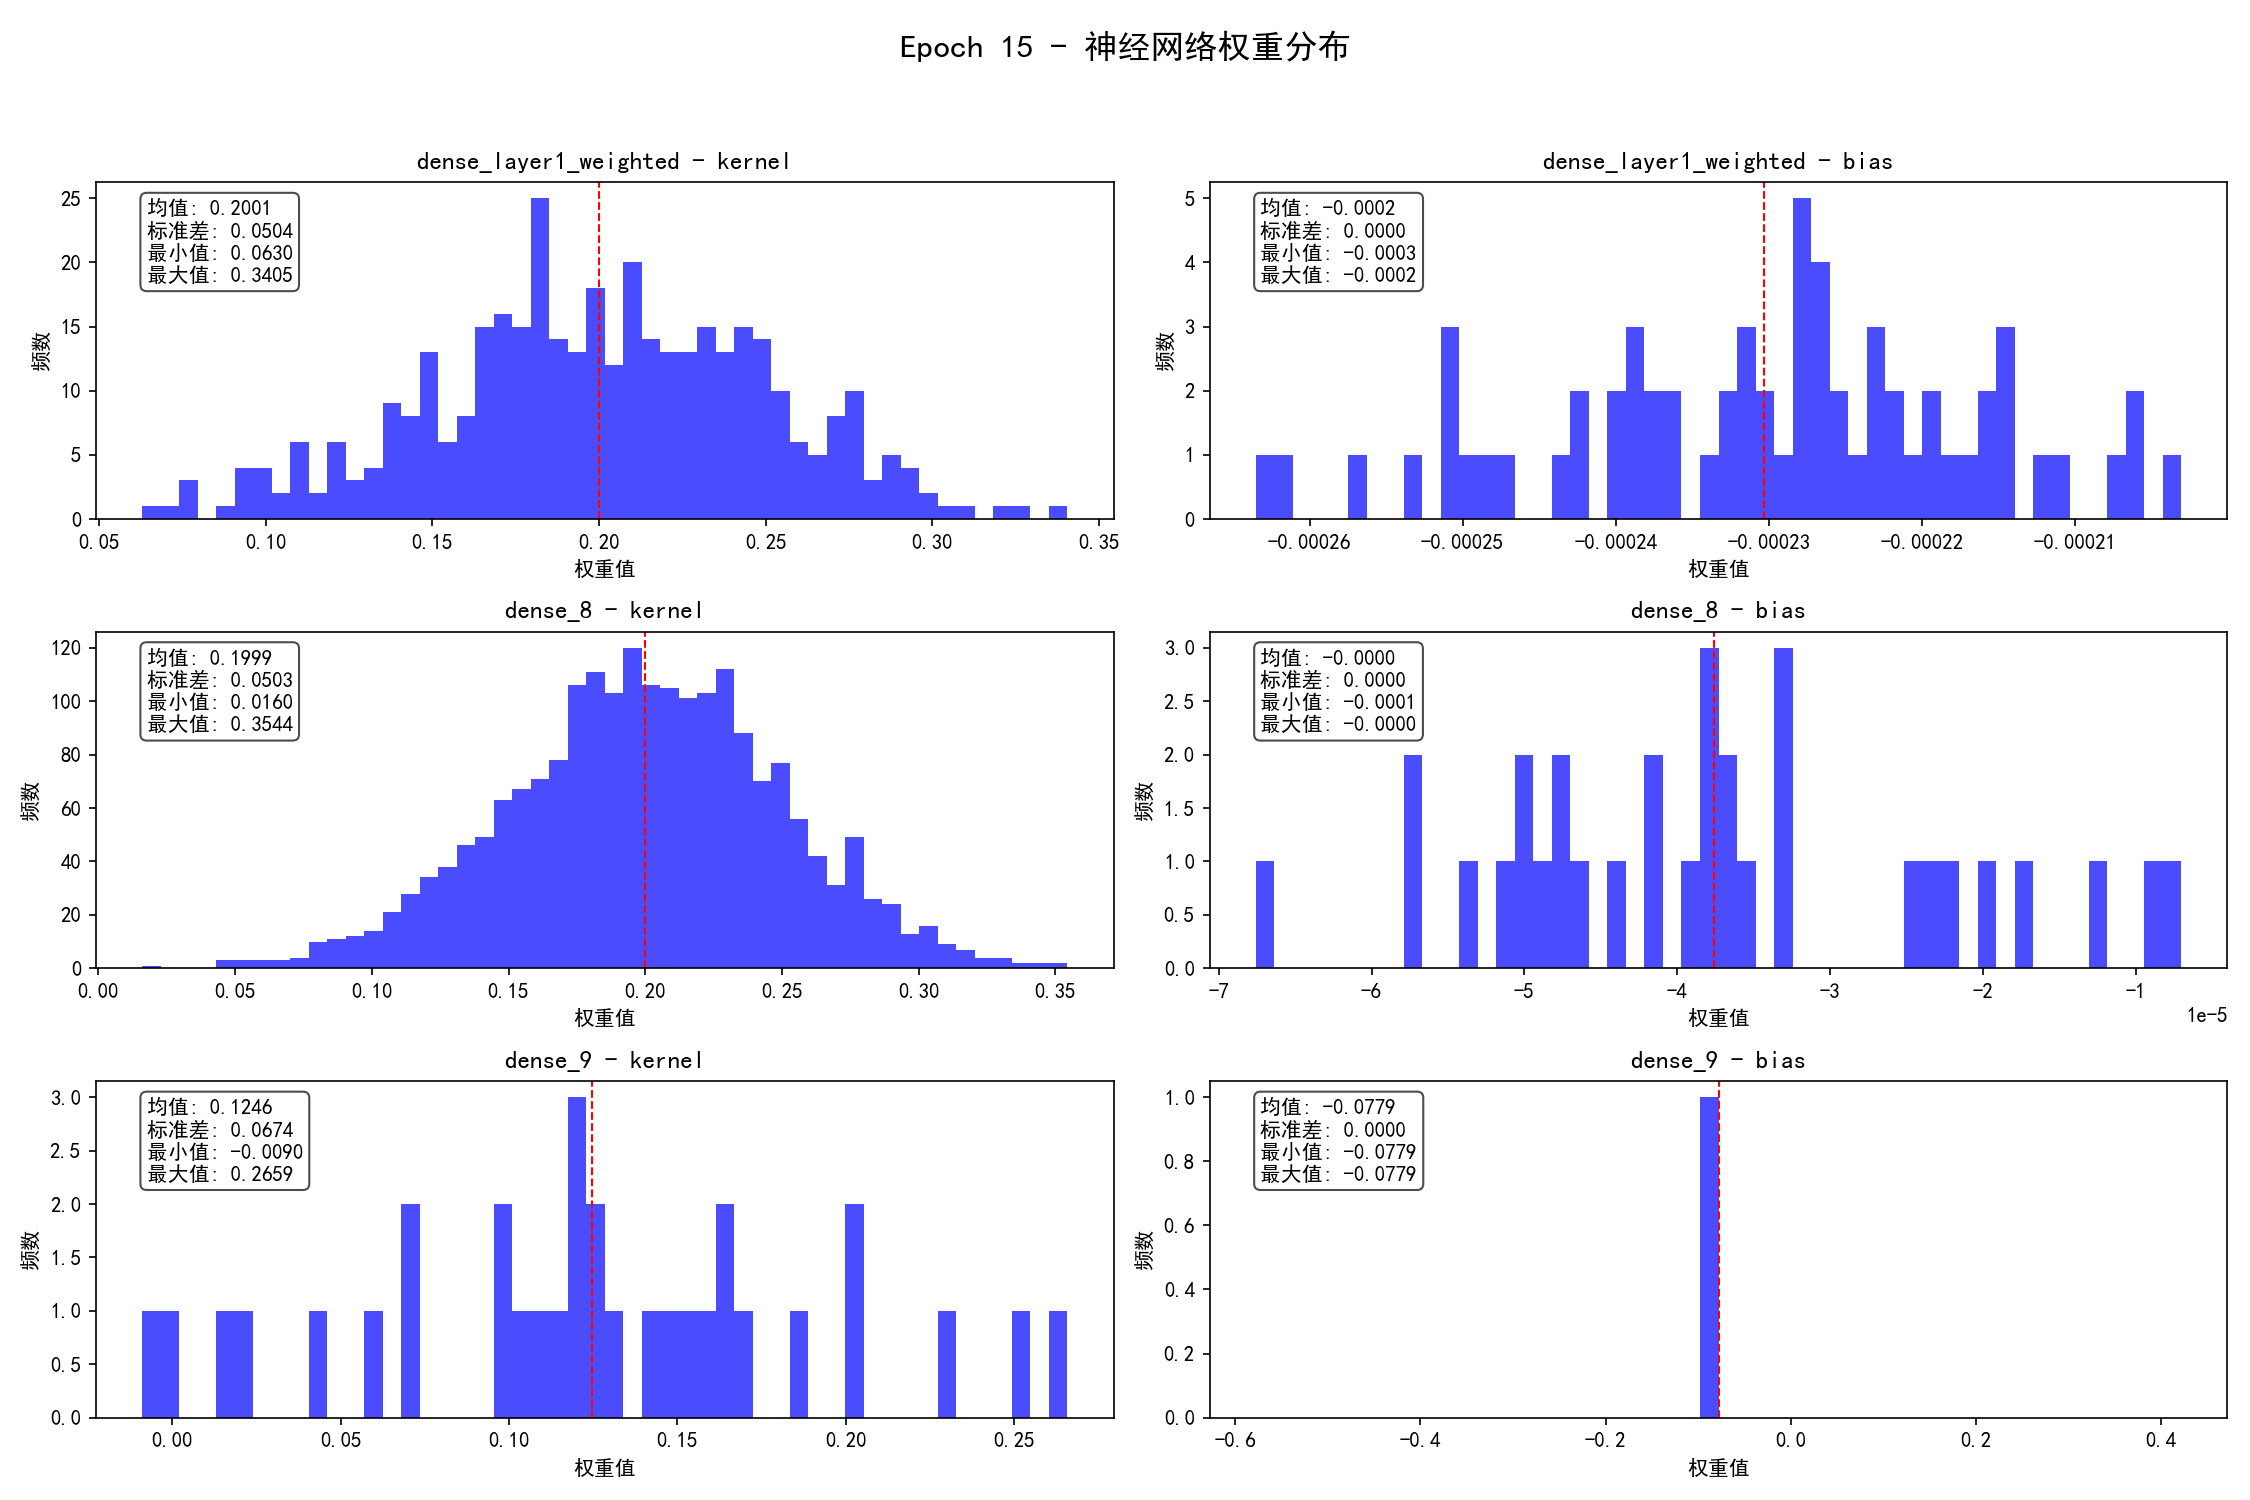 Epoch 15 - 神经网络权重分布
dense_layer1_weighted - kernel
均值: 0.2001
标准差: 0.0504
最小值: 0.0630
最大值: 0.3405
频数
25
20
15
10
5
0
0.05 0.10 0.15 0.20 0.25 0.30 0.35
权重值
dense_layer1_weighted - bias
均值: -0.0002
标准差: 0.0000
最小值: -0.0003
最大值: -0.0002
频数
5
4
3
2
1
0
-0.00026 -0.00025 -0.00024 -0.00023 -0.00022 -0.00021
权重值
dense_8 - kernel
均值: 0.1999
标准差: 0.0503
最小值: 0.0160
最大值: 0.3544
频数
120
100
80
60
40
20
0
0.00 0.05 0.10 0.15 0.20 0.25 0.30 0.35
权重值
dense_8 - bias
均值: -0.0000
标准差: 0.0000
最小值: -0.0001
最大值: -0.0000
频数
3.0
2.5
2.0
1.5
1.0
0.5
0.0
-7 -6 -5 -4 -3 -2 -1
1e-5
权重值
dense_9 - kernel
均值: 0.1246
标准差: 0.0674
最小值: -0.0090
最大值: 0.2659
频数
3.0
2.5
2.0
1.5
1.0
0.5
0.0
0.00 0.05 0.10 0.15 0.20 0.25
权重值
dense_9 - bias
均值: -0.0779
标准差: 0.0000
最小值: -0.0779
最大值: -0.0779
频数
1.0
0.8
0.6
0.4
0.2
0.0
-0.6 -0.4 -0.2 0.0 0.2 0.4
权重值